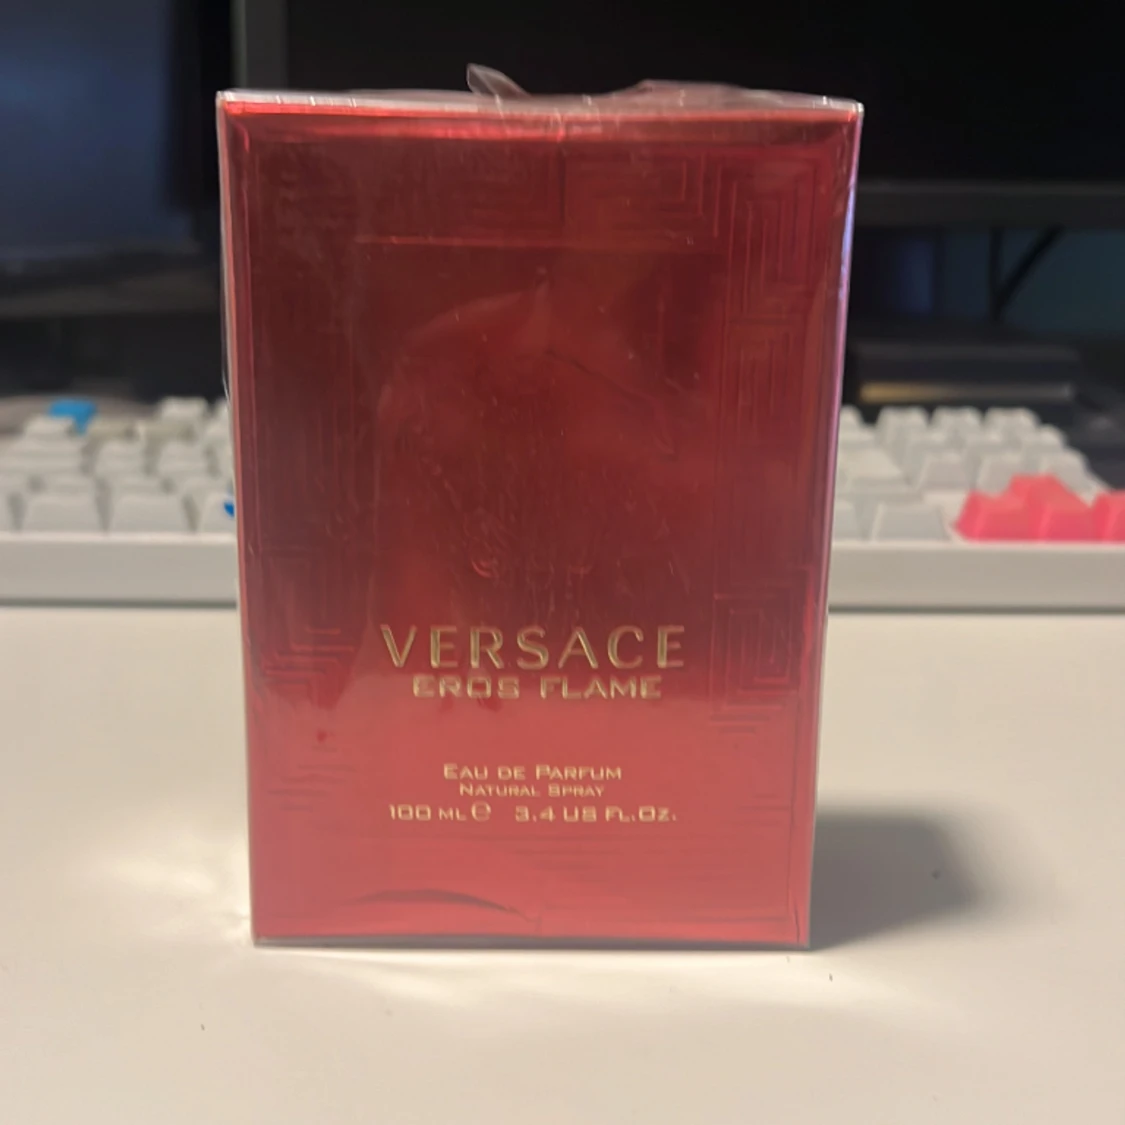 VERSACE
EROS FLAME
EAU DE PARFUM
NATURAL SPRAY
100 ML ℮ 3.4 US FL.OZ.